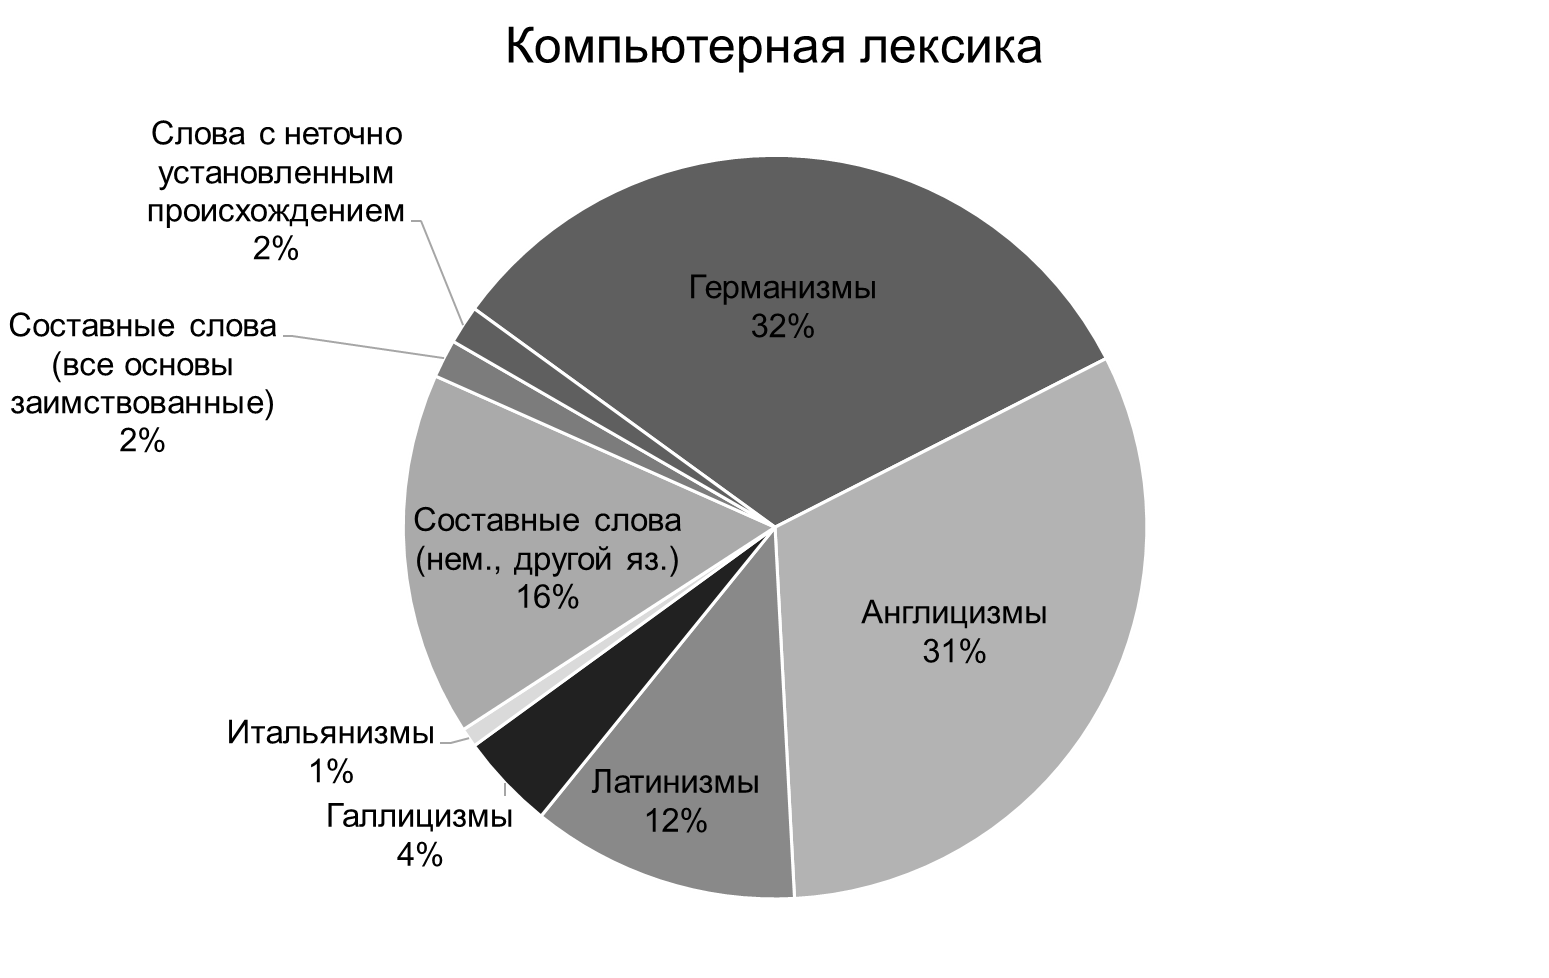 Компьютерная лексика
Слова с неточно
установленным
происхождением
2%
Германизмы
32%
Составные слова
(все основы
заимствованные)
2%
Составные слова
(нем., другой яз.)
16%
Англицизмы
31%
Итальянизмы
1%
Латинизмы
12%
Галлицизмы
4%